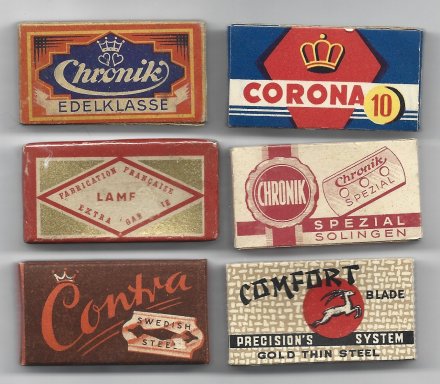 Chronik
EDELKLASSE
CORONA 10
FABRICATION FRANÇAISE
LAME
EXTRA
CHRONIK
Chronik
SPEZIAL
SPEZIAL
SOLINGEN
Contra
SWEDISH
STEEL
COMFORT
BLADE
PRECISION'S SYSTEM
GOLD THIN STEEL